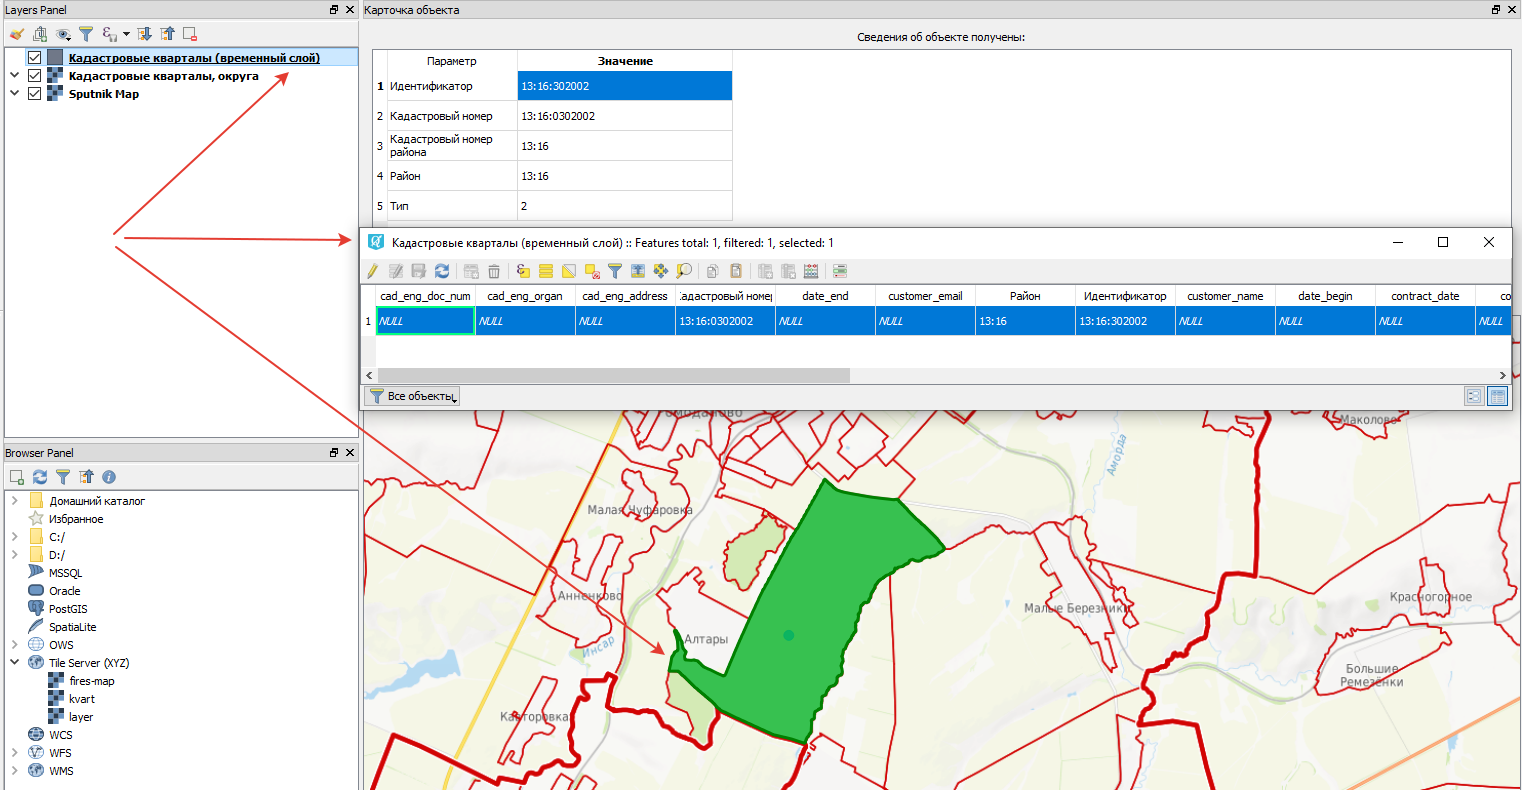 Layers Panel
Кадастровые кварталы (временный слой)
Кадастровые кварталы, округа
Sputnik Map
Карточка объекта
Сведения об объекте получены:
Параметр Значение
1 Идентификатор 13:16:302002
2 Кадастровый номер 13:16:0302002
3 Кадастровый номер района 13:16
4 Район 13:16
5 Тип 2
Кадастровые кварталы (временный слой) :: Features total: 1, filtered: 1, selected: 1
cad_eng_doc_num cad_eng_organ cad_eng_address Кадастровый номер date_end customer_email Район Идентификатор customer_name date_begin contract_date co
1 NULL NULL NULL 13:16:0302002 NULL NULL 13:16 13:16:302002 NULL NULL NULL NULL
Все объекты
Browser Panel
Домашний каталог
Избранное
C:/
D:/
MSSQL
Oracle
PostGIS
SpatiaLite
OWS
Tile Server (XYZ)
fires-map
kvart
layer
WCS
WFS
WMS
Маколово
Аморда
Малая Чуфаровка
Анненково
Малые Березники
Красногорное
Алтары
Инсар
Большие
Ремезёнки